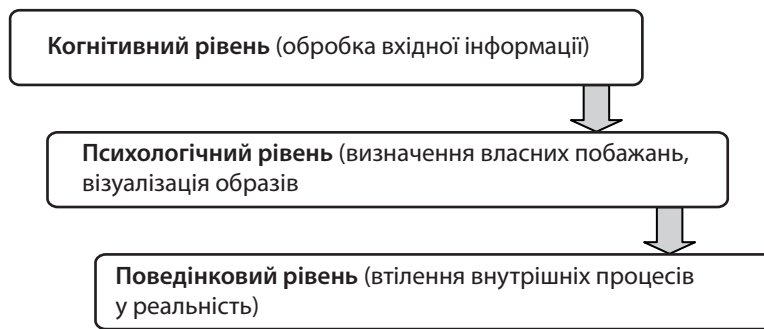 Когнітивний рівень (обробка вхідної інформації)
Психологічний рівень (визначення власних побажань,
візуалізація образів
Поведінковий рівень (втілення внутрішніх процесів
у реальність)